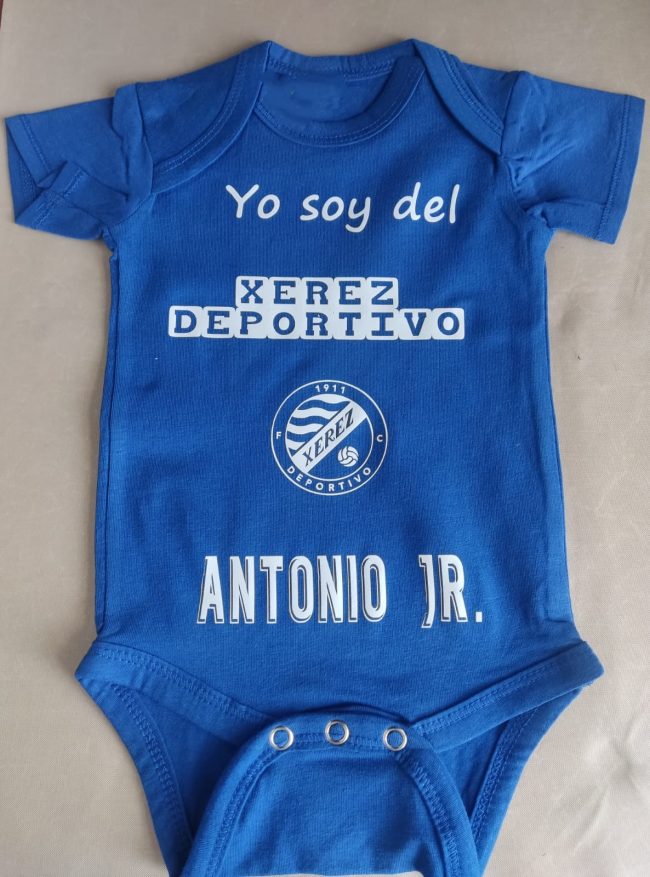 Yo soy del
XEREZ
DEPORTIVO
1911
XEREZ
F C
DEPORTIVO
ANTONIO JR.